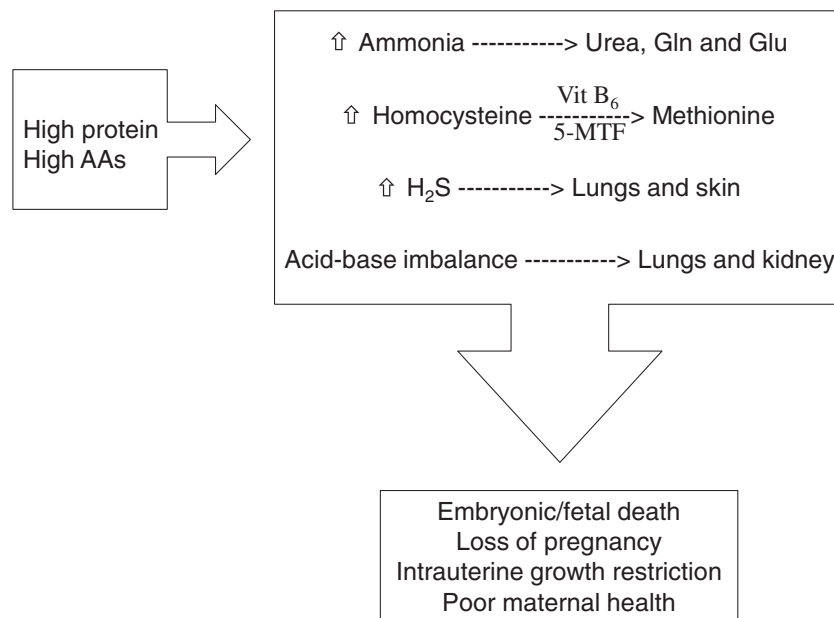 High protein
High AAs
⇧ Ammonia -----------> Urea, Gln and Glu
⇧ Homocysteine Vit B₆ -----------> 5-MTF Methionine
⇧ H₂S -----------> Lungs and skin
Acid-base imbalance -----------> Lungs and kidney
Embryonic/fetal death
Loss of pregnancy
Intrauterine growth restriction
Poor maternal health